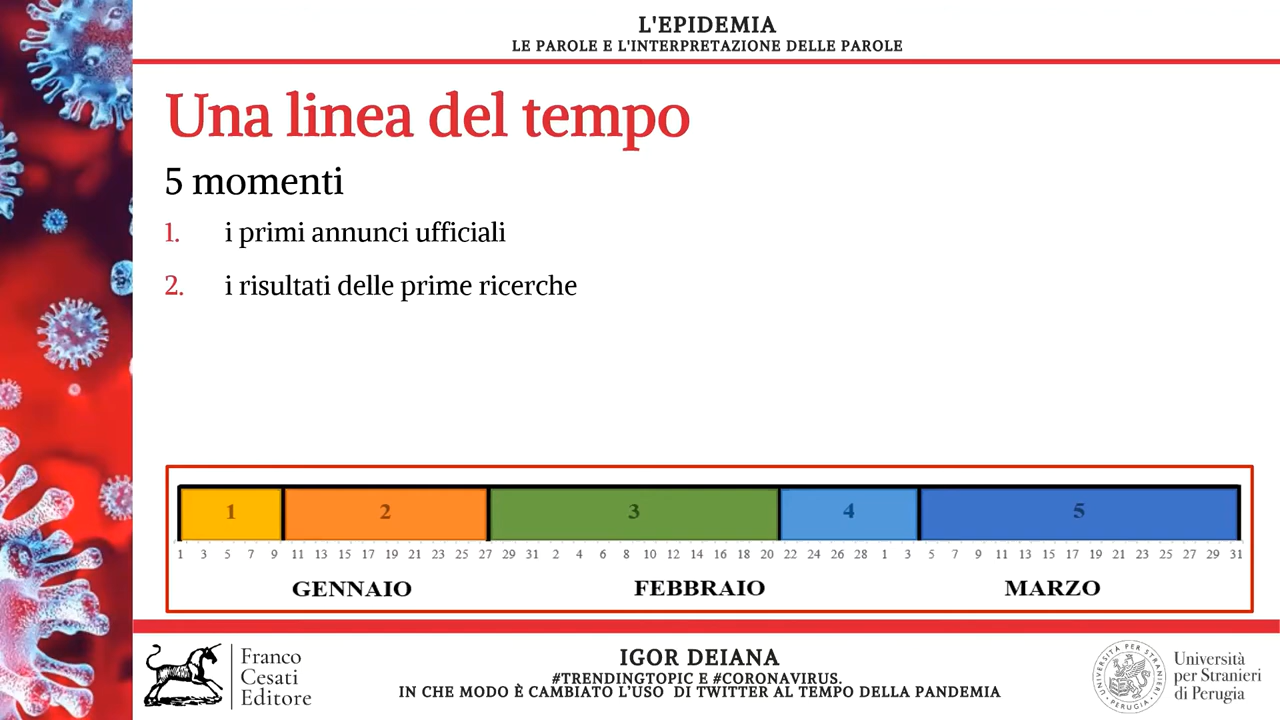 L'EPIDEMIA
LE PAROLE E L'INTERPRETAZIONE DELLE PAROLE
Una linea del tempo
5 momenti
1. i primi annunci ufficiali
2. i risultati delle prime ricerche
1 2 3 4 5
1 3 5 7 9 11 13 15 17 19 21 23 25 27 29 31 2 4 6 8 10 12 14 16 18 20 22 24 26 28 1 3 5 7 9 11 13 15 17 19 21 23 25 27 29 31
GENNAIO FEBBRAIO MARZO
Franco
Cesati
Editore
IGOR DEIANA
#TRENDINGTOPIC E #CORONAVIRUS.
IN CHE MODO È CAMBIATO L'USO DI TWITTER AL TEMPO DELLA PANDEMIA
UNIVERSITÀ PER STRANIERI
PERUGIA
Università
per Stranieri
di Perugia